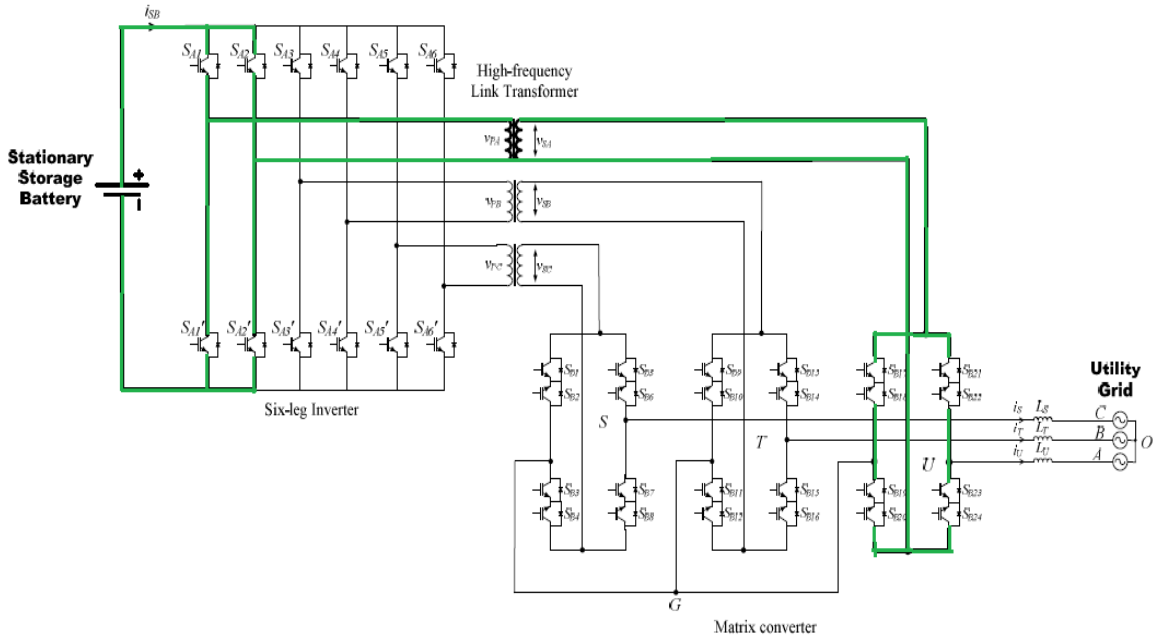 i_SB
S_A1 S_A2 S_A3 S_A4 S_A5 S_A6
High-frequency
Link Transformer
v_PA v_SA
Stationary
Storage
Battery
+
v_PB v_SB
v_PC v_SC
S_A1' S_A2' S_A3' S_A4' S_A5' S_A6'
Six-leg Inverter
S_B1 S_B9 S_B17 S_B21
S_B2 S_B6 S_B10 S_B14 S_B18 S_B22
Utility
Grid
S i_S L_S C
T i_T L_T B O
U i_U L_U A
S_B3 S_B7 S_B11 S_B15 S_B19 S_B23
S_B4 S_B8 S_B12 S_B16 S_B20 S_B24
G
Matrix converter